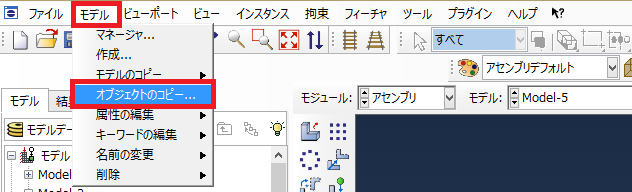 ファイル モデル ビューポート ビュー インスタンス 拘束 フィーチャ ツール プラグイン ヘルプ
マネージャ...
作成...
すべて
モデルのコピー
アセンブリデフォルト
オブジェクトのコピー...
モデル
モジュール: アセンブリ モデル: Model-5
属性の編集
モデルデー
キーワードの編集
モデル
名前の変更
Model
削除